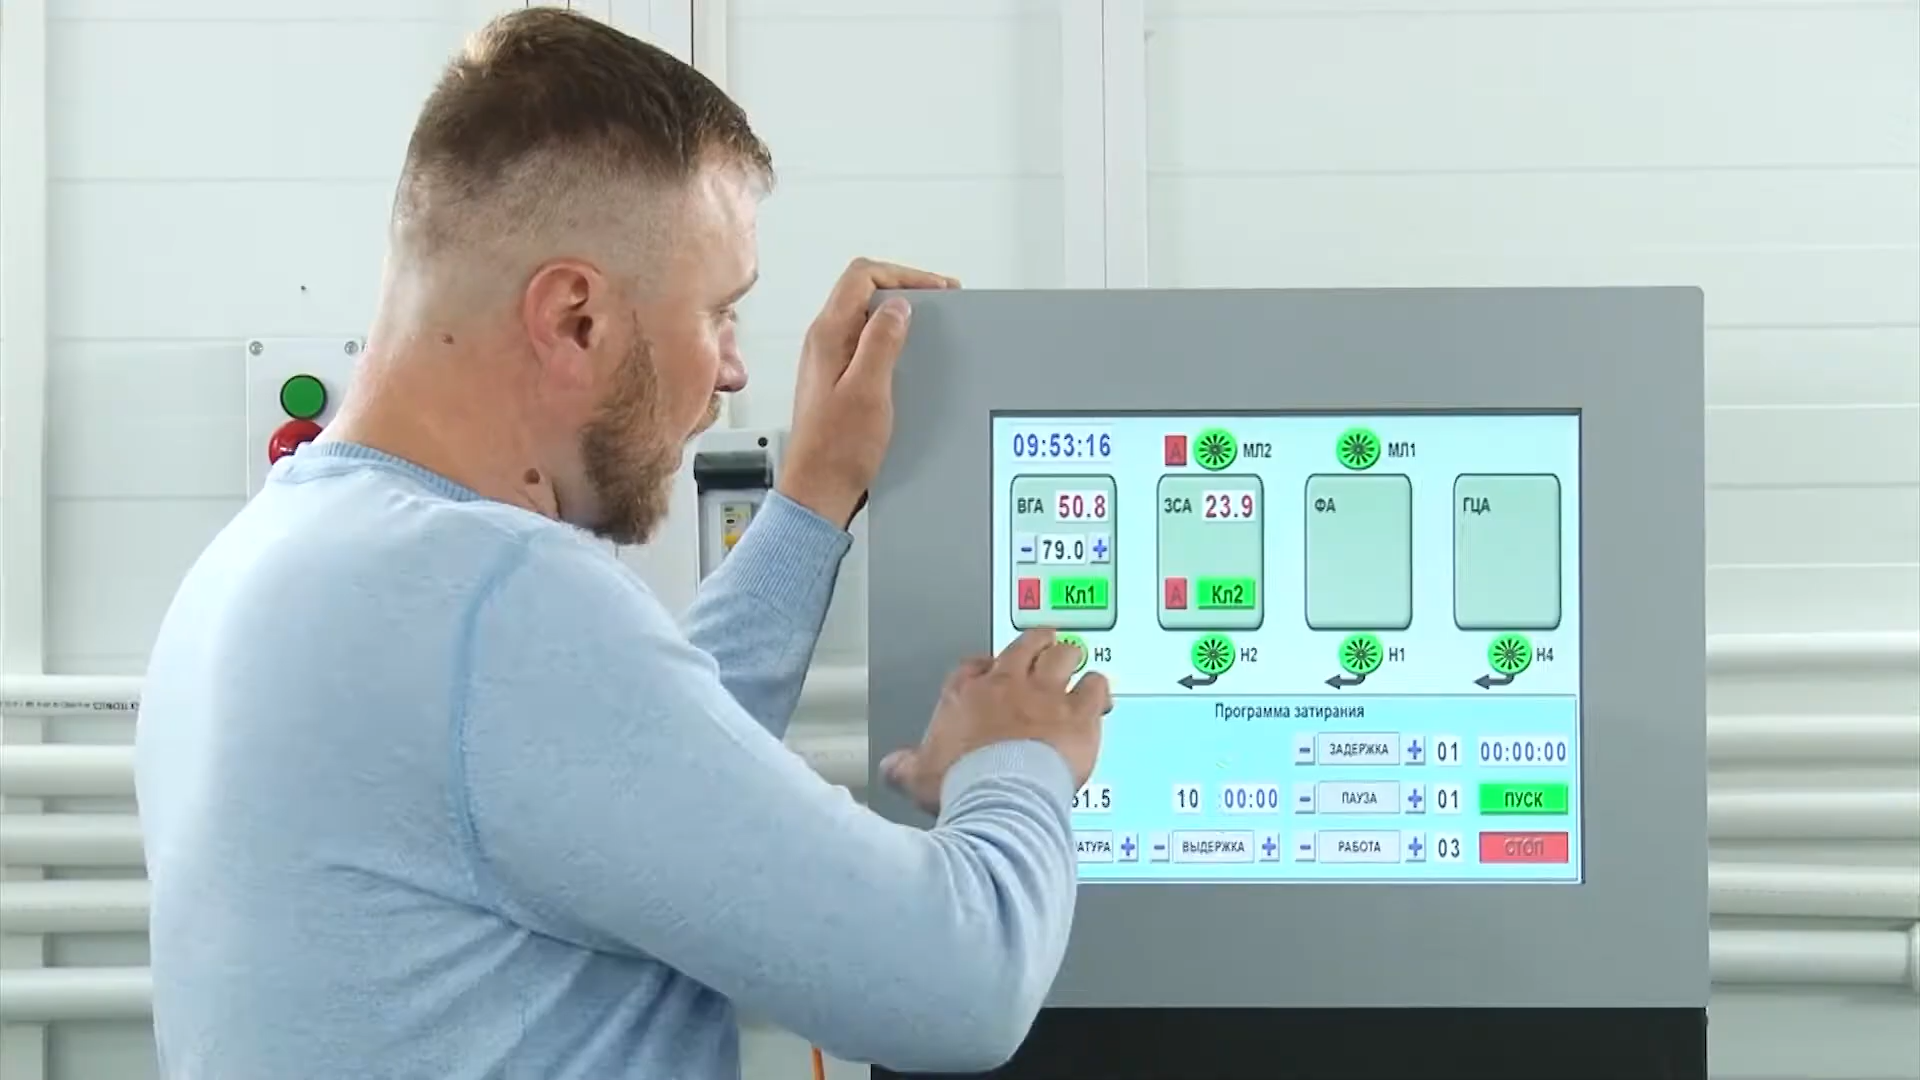 09:53:16 А МЛ2 МЛ1
ВГА 50.8 ЗСА 23.9 ФА ГЦА
- 79.0 +
А Кл1 А Кл2
Н3 Н2 Н1 Н4
Программа затирания
- ЗАДЕРЖКА + 01 00:00:00
10 00:00 - ПАУЗА + 01 ПУСК
+ - ВЫДЕРЖКА + - РАБОТА + 03 СТОП